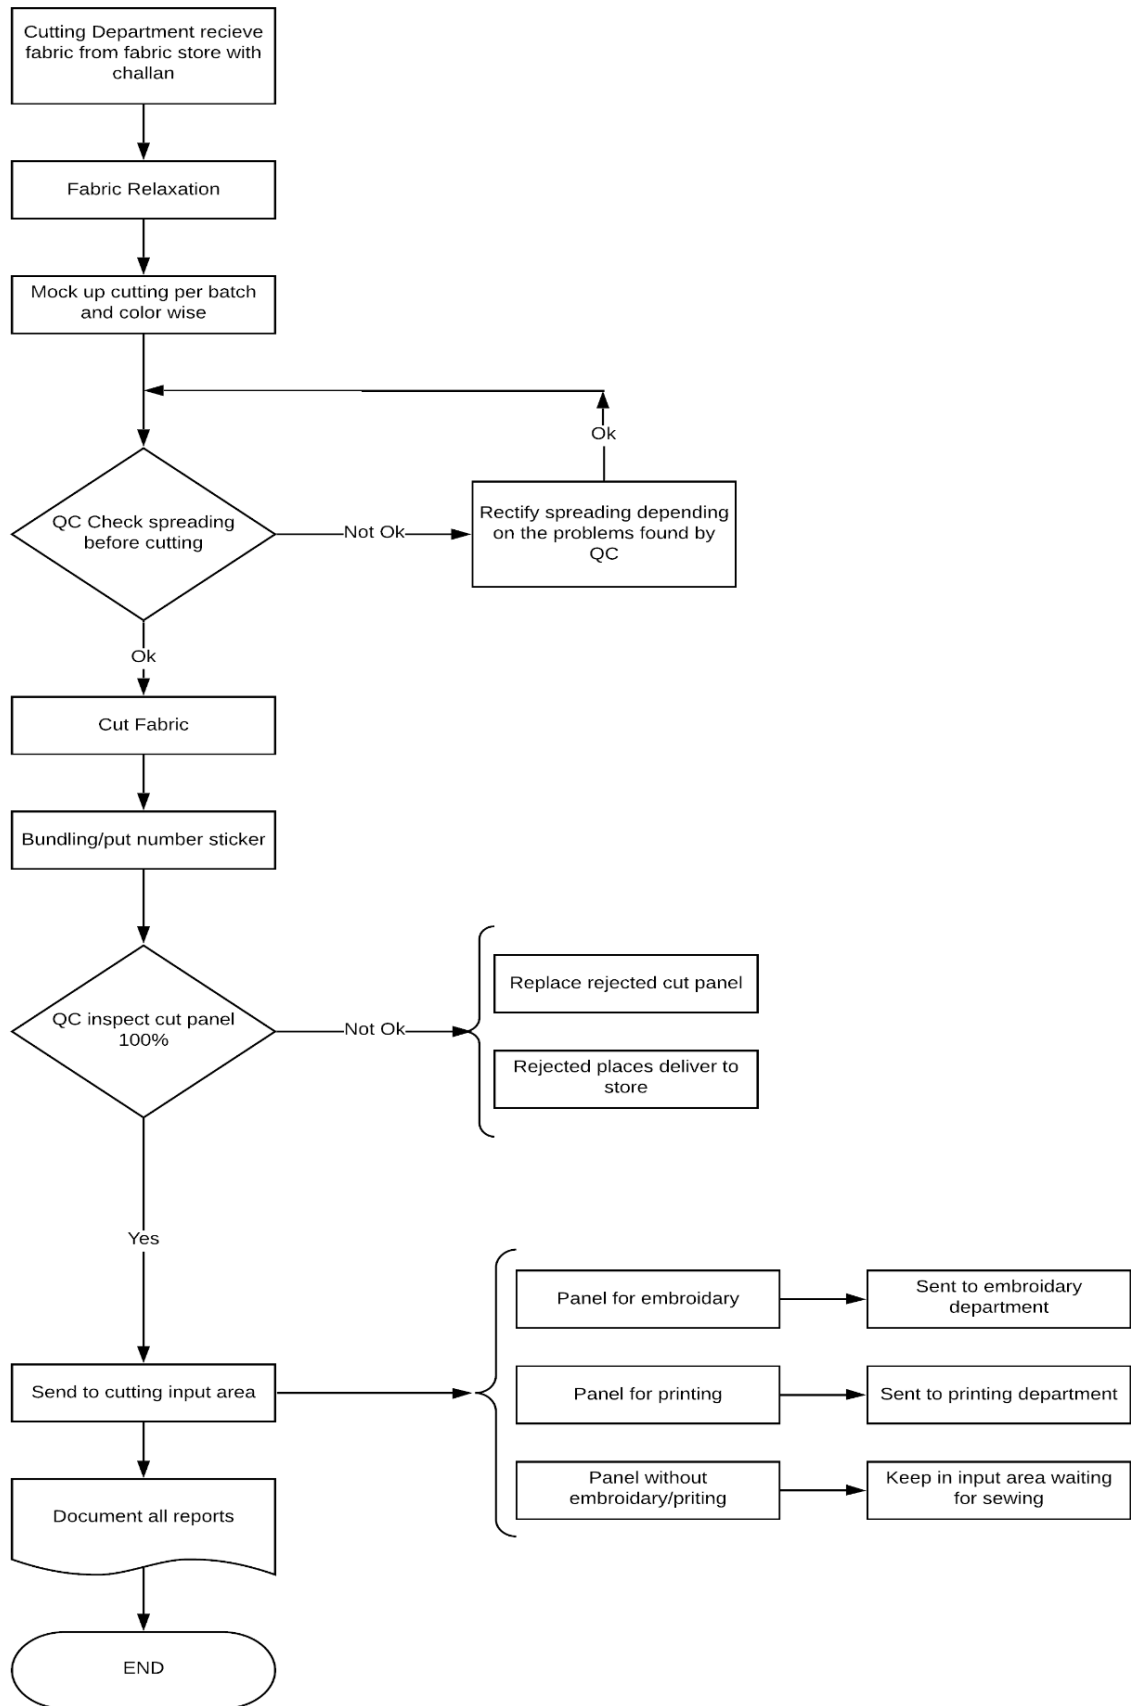 Cutting Department recieve
fabric from fabric store with
challan
Fabric Relaxation
Mock up cutting per batch
and color wise
Ok
QC Check spreading
before cutting
Not Ok
Rectify spreading depending
on the problems found by
QC
Ok
Cut Fabric
Bundling/put number sticker
QC inspect cut panel
100%
Not Ok
Replace rejected cut panel
Rejected places deliver to
store
Yes
Send to cutting input area
Panel for embroidary
Sent to embroidary
department
Panel for printing
Sent to printing department
Panel without
embroidary/priting
Keep in input area waiting
for sewing
Document all reports
END